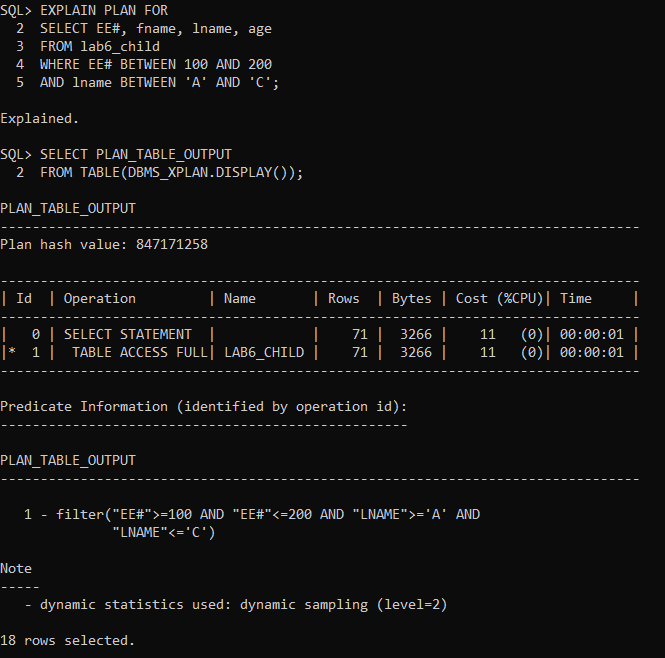 SQL> EXPLAIN PLAN FOR
  2  SELECT EE#, fname, lname, age
  3  FROM lab6_child
  4  WHERE EE# BETWEEN 100 AND 200
  5  AND lname BETWEEN 'A' AND 'C';

Explained.

SQL> SELECT PLAN_TABLE_OUTPUT
  2  FROM TABLE(DBMS_XPLAN.DISPLAY());

PLAN_TABLE_OUTPUT
--------------------------------------------------------------------------------
Plan hash value: 847171258

--------------------------------------------------------------------------------
| Id  | Operation         | Name       | Rows  | Bytes | Cost (%CPU)| Time     |
--------------------------------------------------------------------------------
|   0 | SELECT STATEMENT  |            |    71 |  3266 |    11   (0)| 00:00:01 |
|*  1 |  TABLE ACCESS FULL| LAB6_CHILD |    71 |  3266 |    11   (0)| 00:00:01 |
--------------------------------------------------------------------------------

Predicate Information (identified by operation id):
---------------------------------------------------

PLAN_TABLE_OUTPUT
--------------------------------------------------------------------------------

   1 - filter("EE#">=100 AND "EE#"<=200 AND "LNAME">='A' AND
              "LNAME"<='C')

Note
-----
   - dynamic statistics used: dynamic sampling (level=2)

18 rows selected.